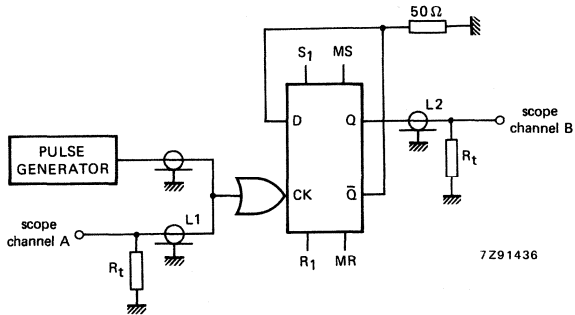 50Ω
S1 MS
L2
D Q
scope
channel B
PULSE
GENERATOR
Rt
CK Q̅
L1
scope
channel A
Rt
R1 MR
7Z91436